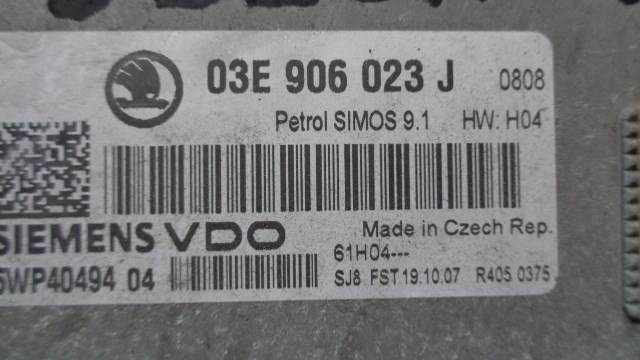 03E 906 023 J 0808
Petrol SIMOS 9.1 HW: H04
SIEMENS VDO Made in Czech Rep.
61H04---
5WP40494 04 SJ8 FST 19.10.07 R405 0375